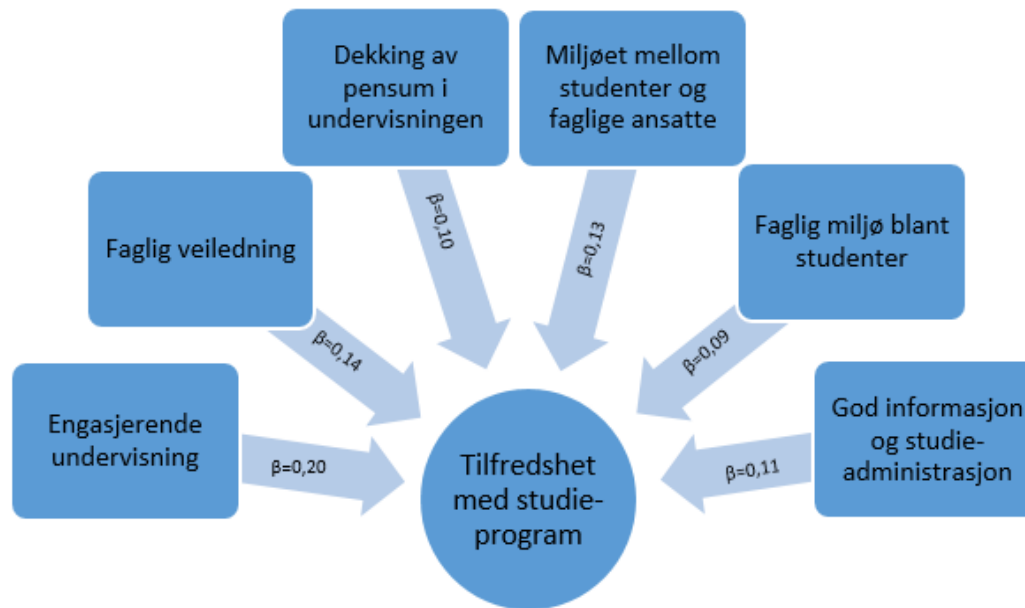 Dekking av
pensum i
undervisningen
Miljøet mellom
studenter og
faglige ansatte
Faglig veiledning
Faglig miljø blant
studenter
Engasjerende
undervisning
God informasjon
og studie-
administrasjon
β=0,20
β=0,14
β=0,10
β=0,13
β=0,09
β=0,11
Tilfredshet
med studie-
program